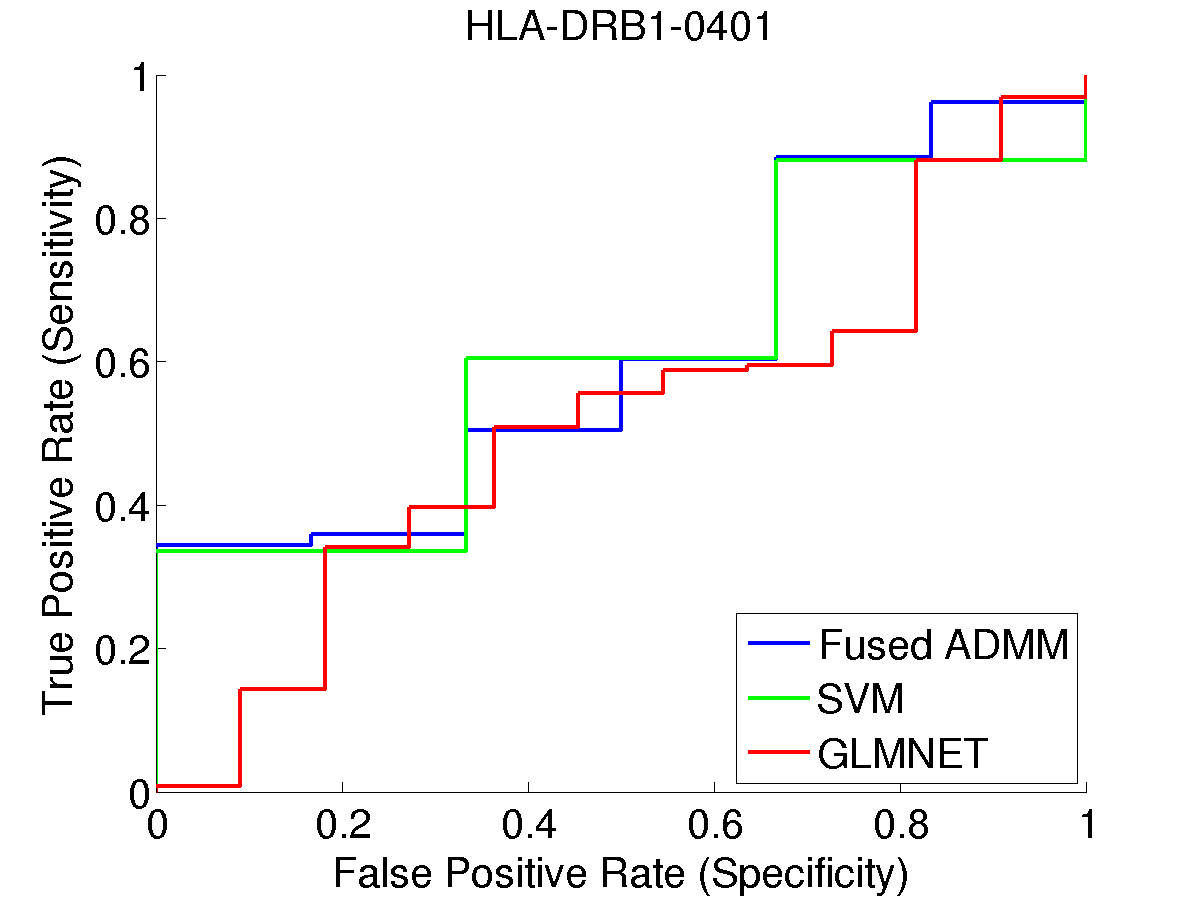 HLA-DRB1-0401
True Positive Rate (Sensitivity)
1
0.8
0.6
0.4
0.2
0
Fused ADMM
SVM
GLMNET
0 0.2 0.4 0.6 0.8 1
False Positive Rate (Specificity)